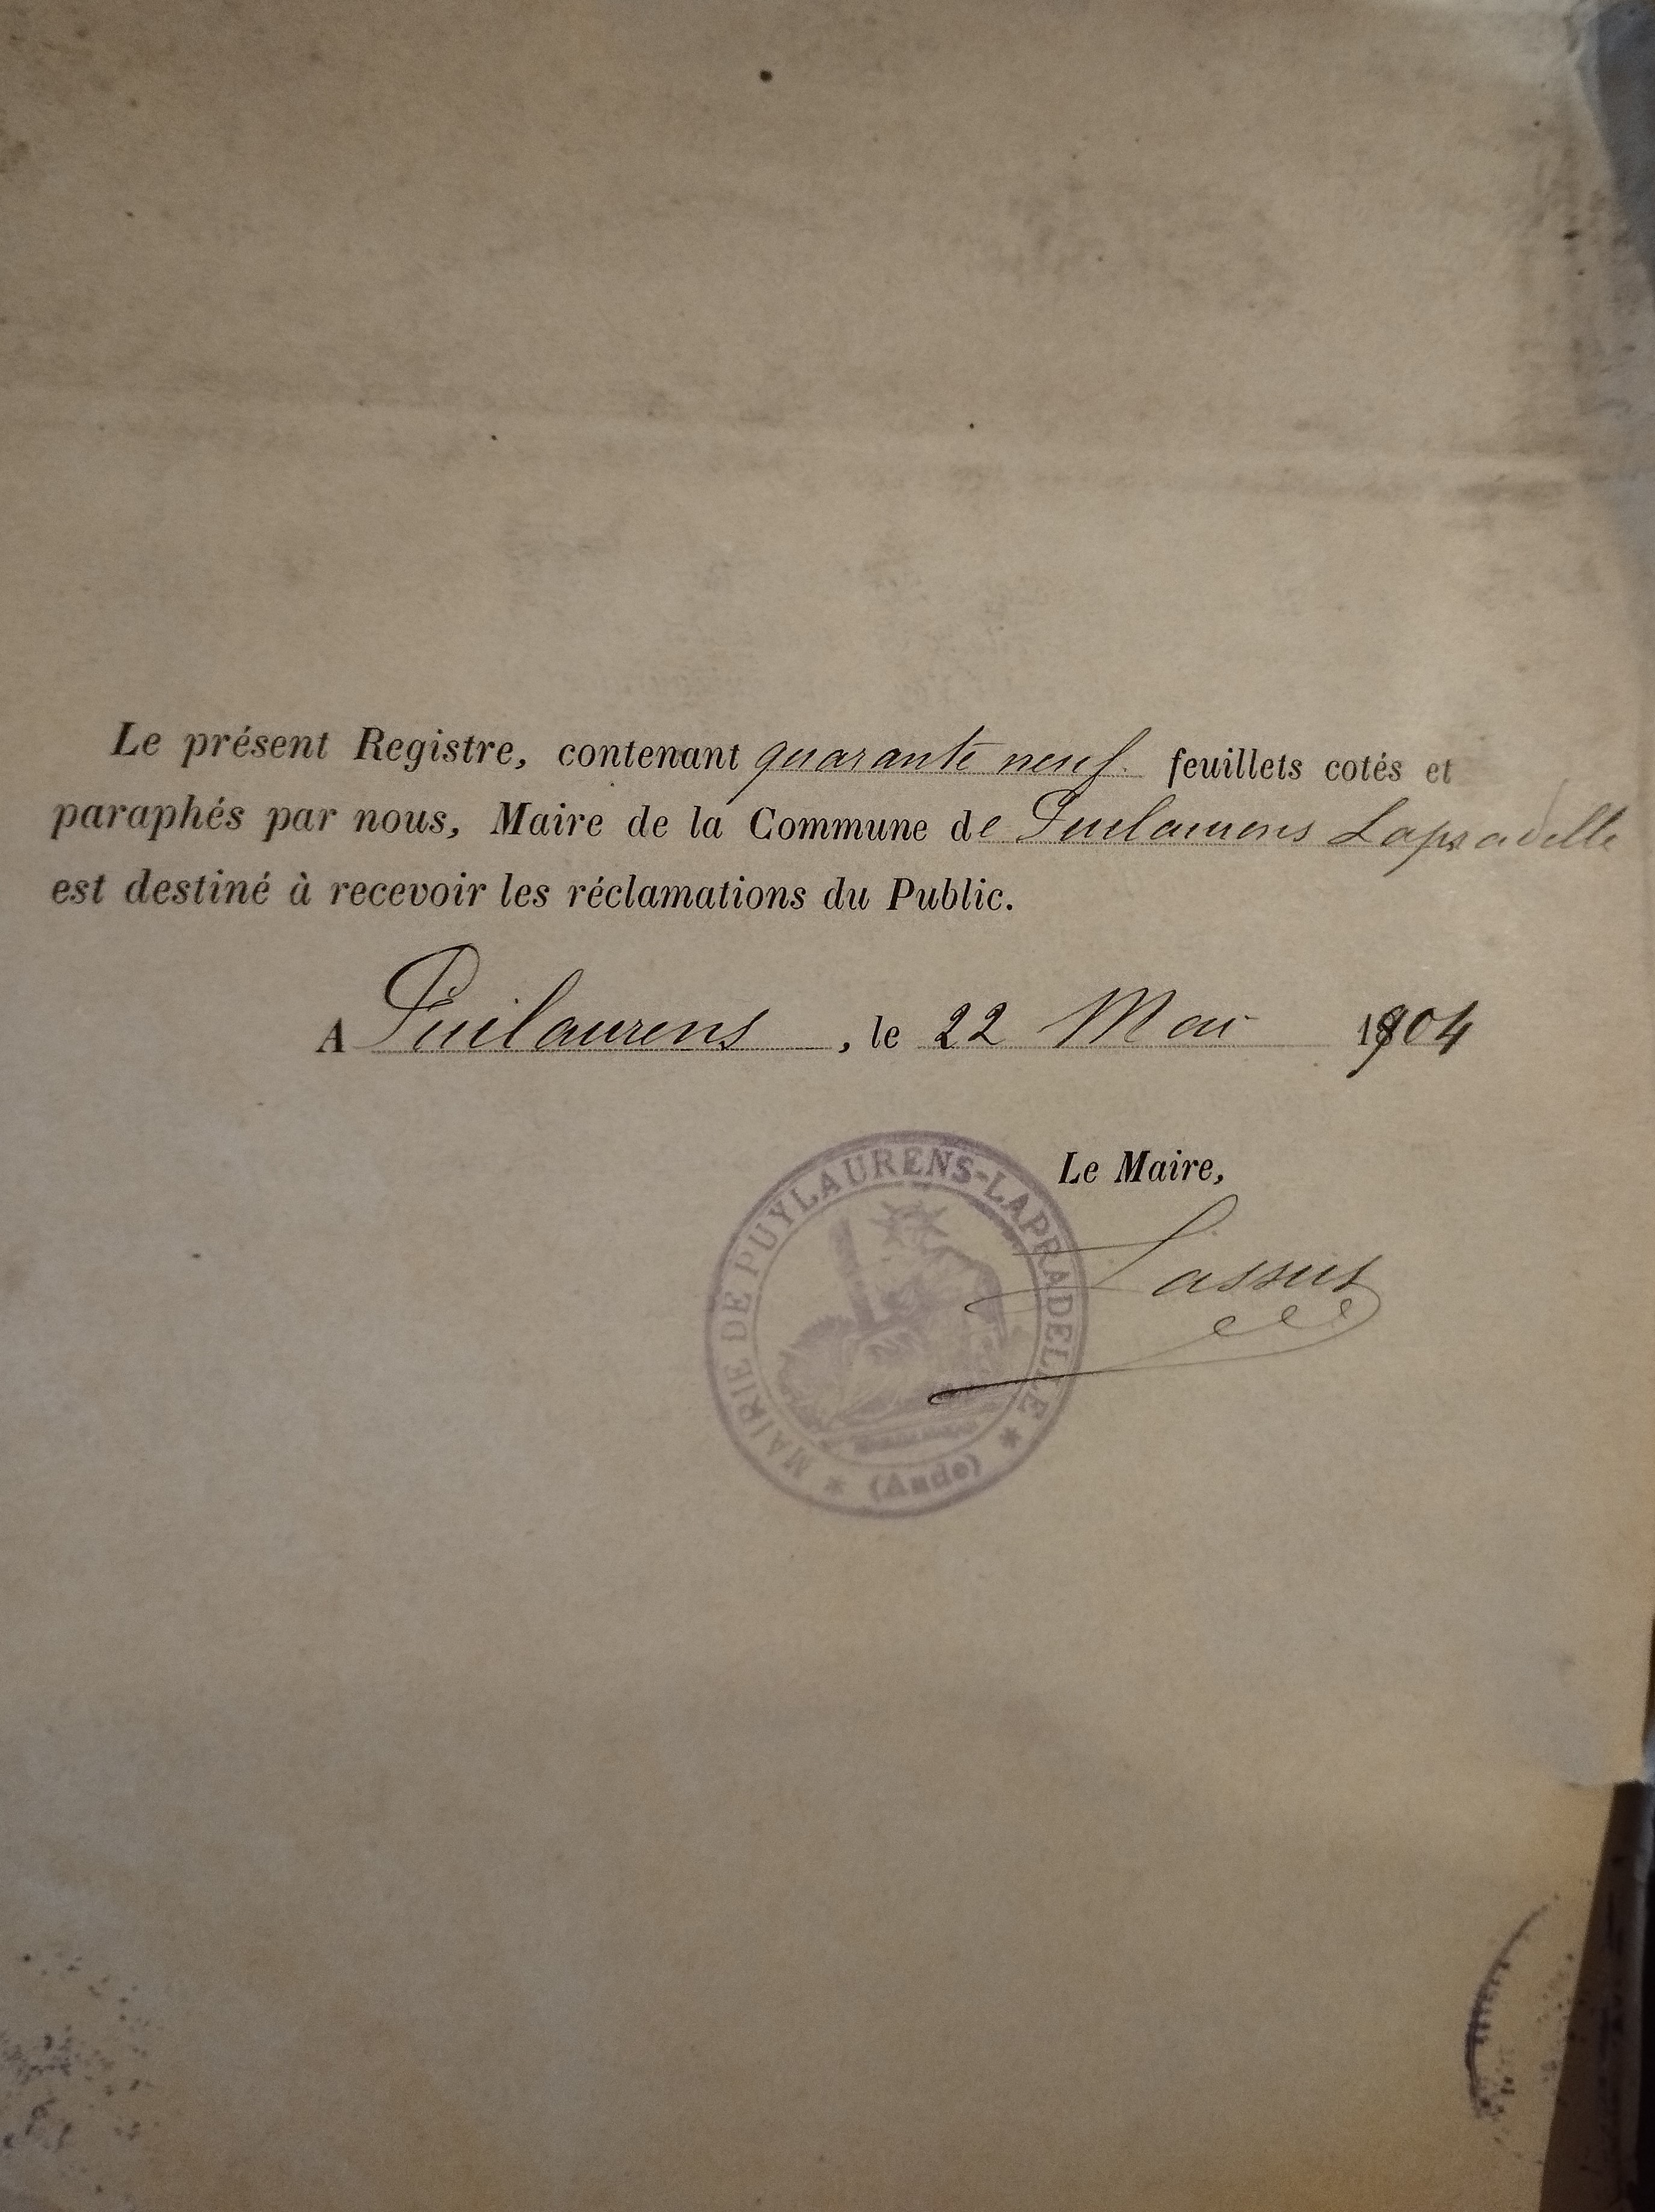 Le présent Registre, contenant quarante neuf feuillets cotés et
paraphés par nous, Maire de la Commune de Puilaurens Lapradelle
est destiné à recevoir les réclamations du Public.
A Puilaurens, le 22 Mai 1904
Le Maire,
Lassus
MAIRIE DE PUYLAURENS-LAPRADELLE
(Aude)